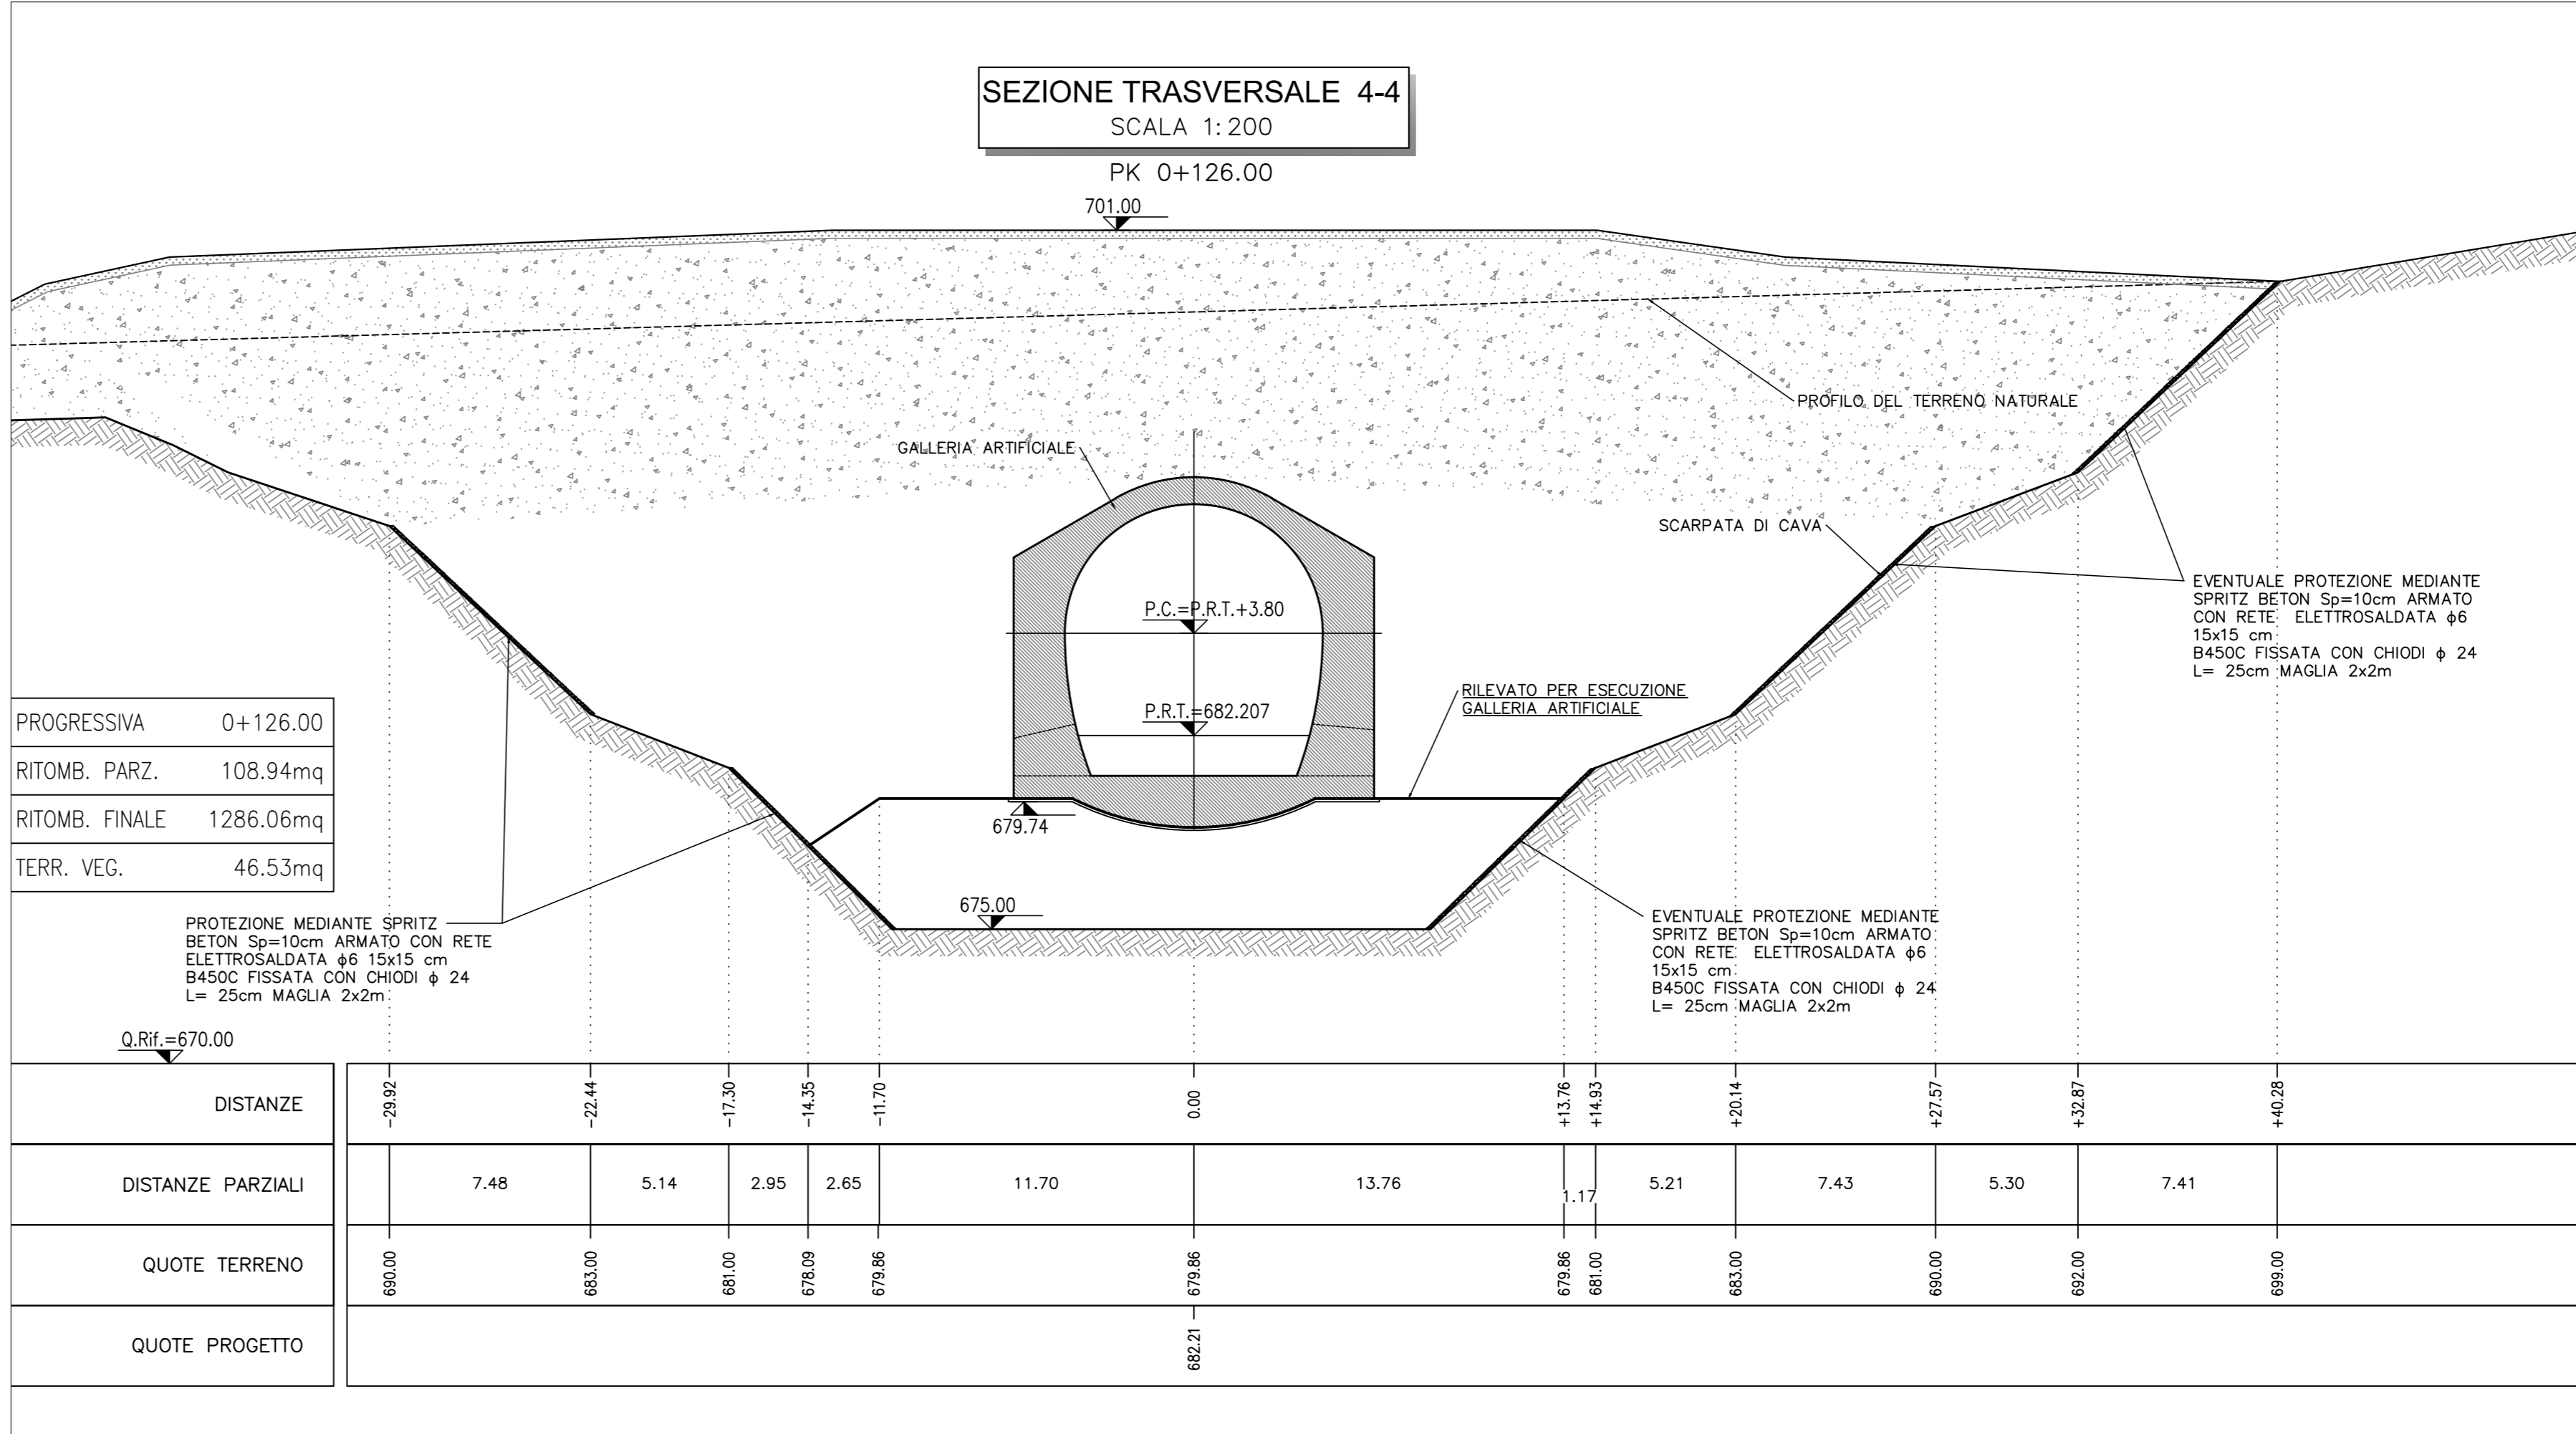 SEZIONE TRASVERSALE 4-4
SCALA 1:200
PK 0+126.00
701.00
PROFILO DEL TERRENO NATURALE
GALLERIA ARTIFICIALE
SCARPATA DI CAVA
EVENTUALE PROTEZIONE MEDIANTE
SPRITZ BETON Sp=10cm ARMATO
CON RETE ELETTROSALDATA ϕ6
15x15 cm
B450C FISSATA CON CHIODI ϕ 24
L= 25cm MAGLIA 2x2m
P.C.=P.R.T.+3.80
RILEVATO PER ESECUZIONE
GALLERIA ARTIFICIALE
P.R.T.=682.207
PROGRESSIVA 0+126.00
RITOMB. PARZ. 108.94mq
RITOMB. FINALE 1286.06mq
TERR. VEG. 46.53mq
679.74
675.00
PROTEZIONE MEDIANTE SPRITZ
BETON Sp=10cm ARMATO CON RETE
ELETTROSALDATA ϕ6 15x15 cm
B450C FISSATA CON CHIODI ϕ 24
L= 25cm MAGLIA 2x2m
EVENTUALE PROTEZIONE MEDIANTE
SPRITZ BETON Sp=10cm ARMATO
CON RETE ELETTROSALDATA ϕ6
15x15 cm
B450C FISSATA CON CHIODI ϕ 24
L= 25cm MAGLIA 2x2m
Q.Rif.=670.00
DISTANZE -29.92 -22.44 -17.30 -14.35 -11.70 0.00 +13.76 +14.93 +20.14 +27.57 +32.87 +40.28
DISTANZE PARZIALI 7.48 5.14 2.95 2.65 11.70 13.76 1.17 5.21 7.43 5.30 7.41
QUOTE TERRENO 690.00 683.00 681.00 678.09 679.86 679.86 679.86 681.00 683.00 690.00 692.00 699.00
QUOTE PROGETTO 682.21